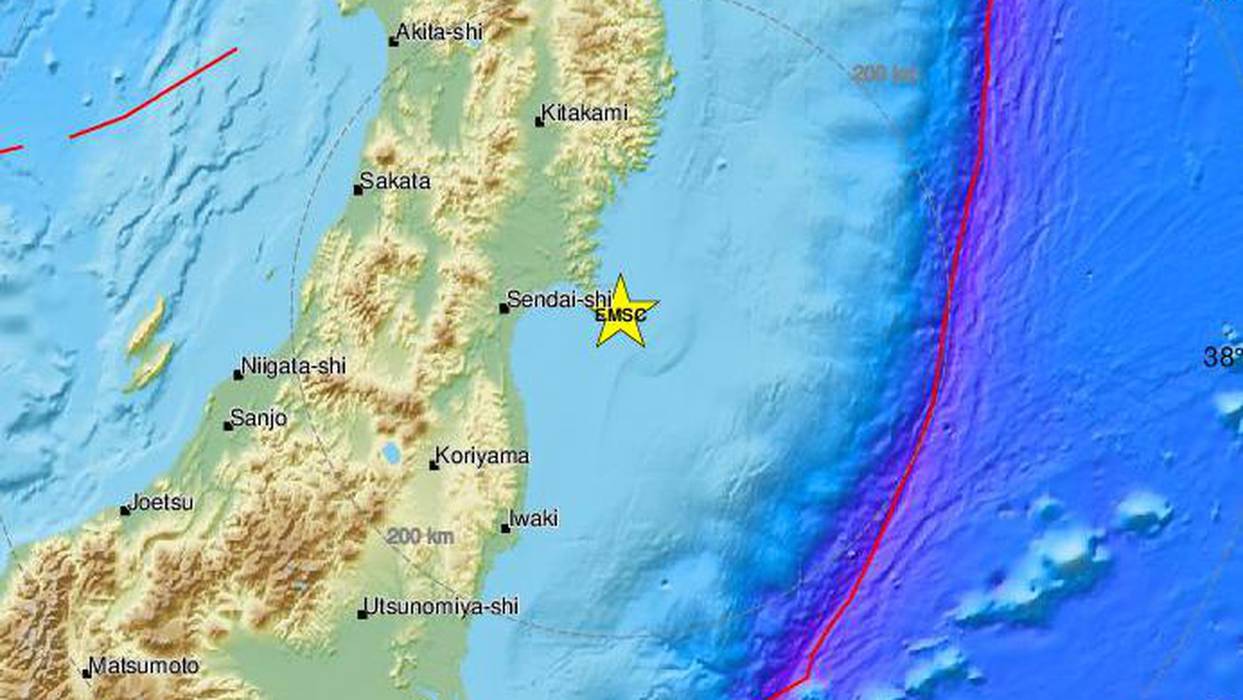 Akita-shi
200 km
Kitakami
Sakata
Sendai-shi
EMSC
38°
Niigata-shi
Sanjo
Koriyama
Joetsu
Iwaki
200 km
Utsunomiya-shi
Matsumoto